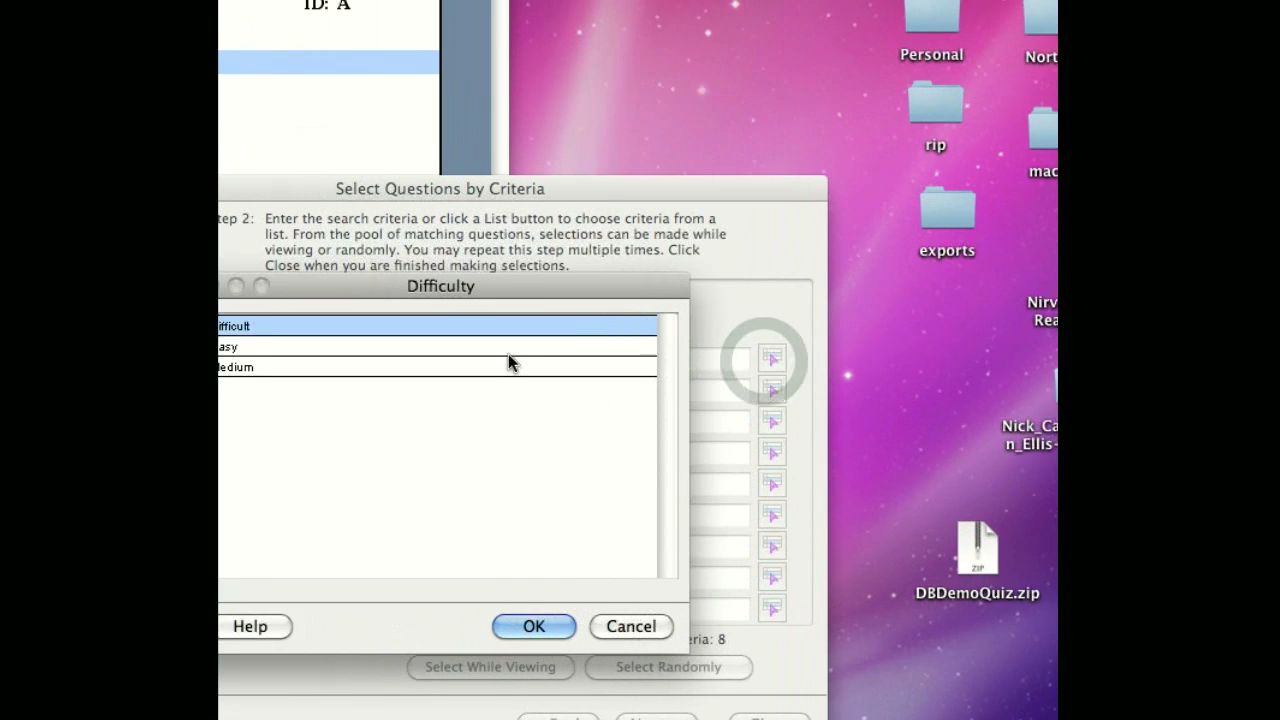 ID: A
Personal
Nort
rip
mac
Select Questions by Criteria
tep 2: Enter the search criteria or click a List button to choose criteria from a
list. From the pool of matching questions, selections can be made while
viewing or randomly. You may repeat this step multiple times. Click
Close when you are finished making selections.
exports
Difficulty
Nirv
Rea
ifficult
asy
edium
Nick_Ca
n_Ellis-
ZIP
DBDemoQuiz.zip
Help
OK
Cancel
eria: 8
Select While Viewing
Select Randomly